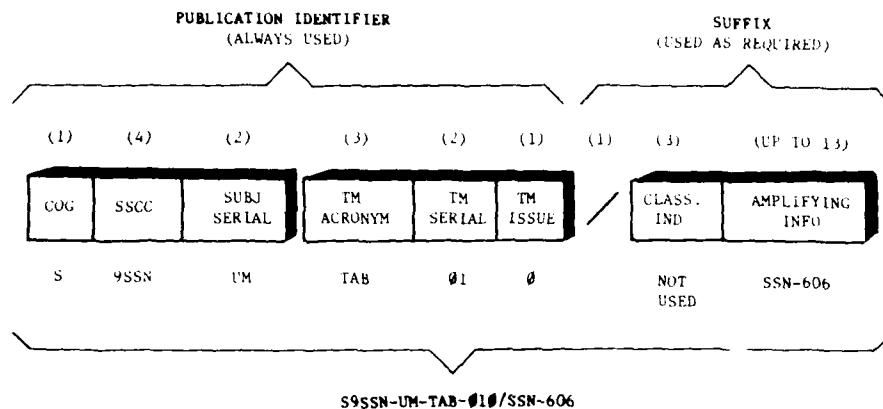 PUBLICATION IDENTIFIER
(ALWAYS USED)
SUFFIX
(USED AS REQUIRED)
(1) (4) (2) (3) (2) (1) (1) (3) (UP TO 13)
COG SSCC SUBJ SERIAL TM ACRONYM TM SERIAL TM ISSUE / CLASS. IND AMPLIFYING INFO
S 9SSN UM TAB Ø1 Ø NOT USED SSN-606
S9SSN-UM-TAB-Ø1Ø/SSN-606